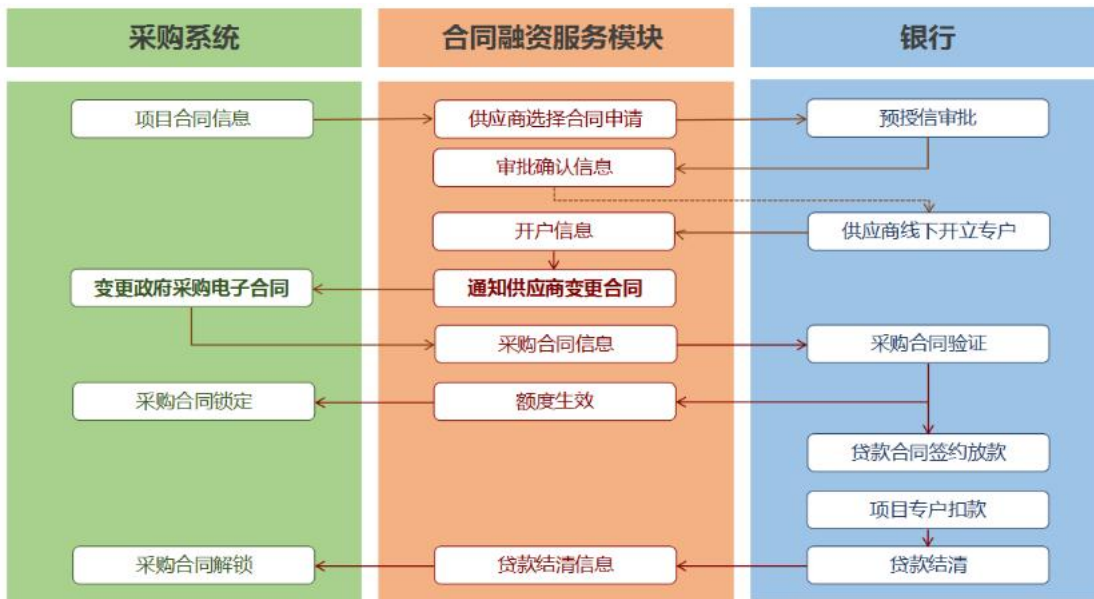 采购系统
合同融资服务模块
银行
项目合同信息
供应商选择合同申请
预授信审批
审批确认信息
开户信息
供应商线下开立专户
变更政府采购电子合同
通知供应商变更合同
采购合同信息
采购合同验证
采购合同锁定
额度生效
贷款合同签约放款
项目专户扣款
采购合同解锁
贷款结清信息
贷款结清